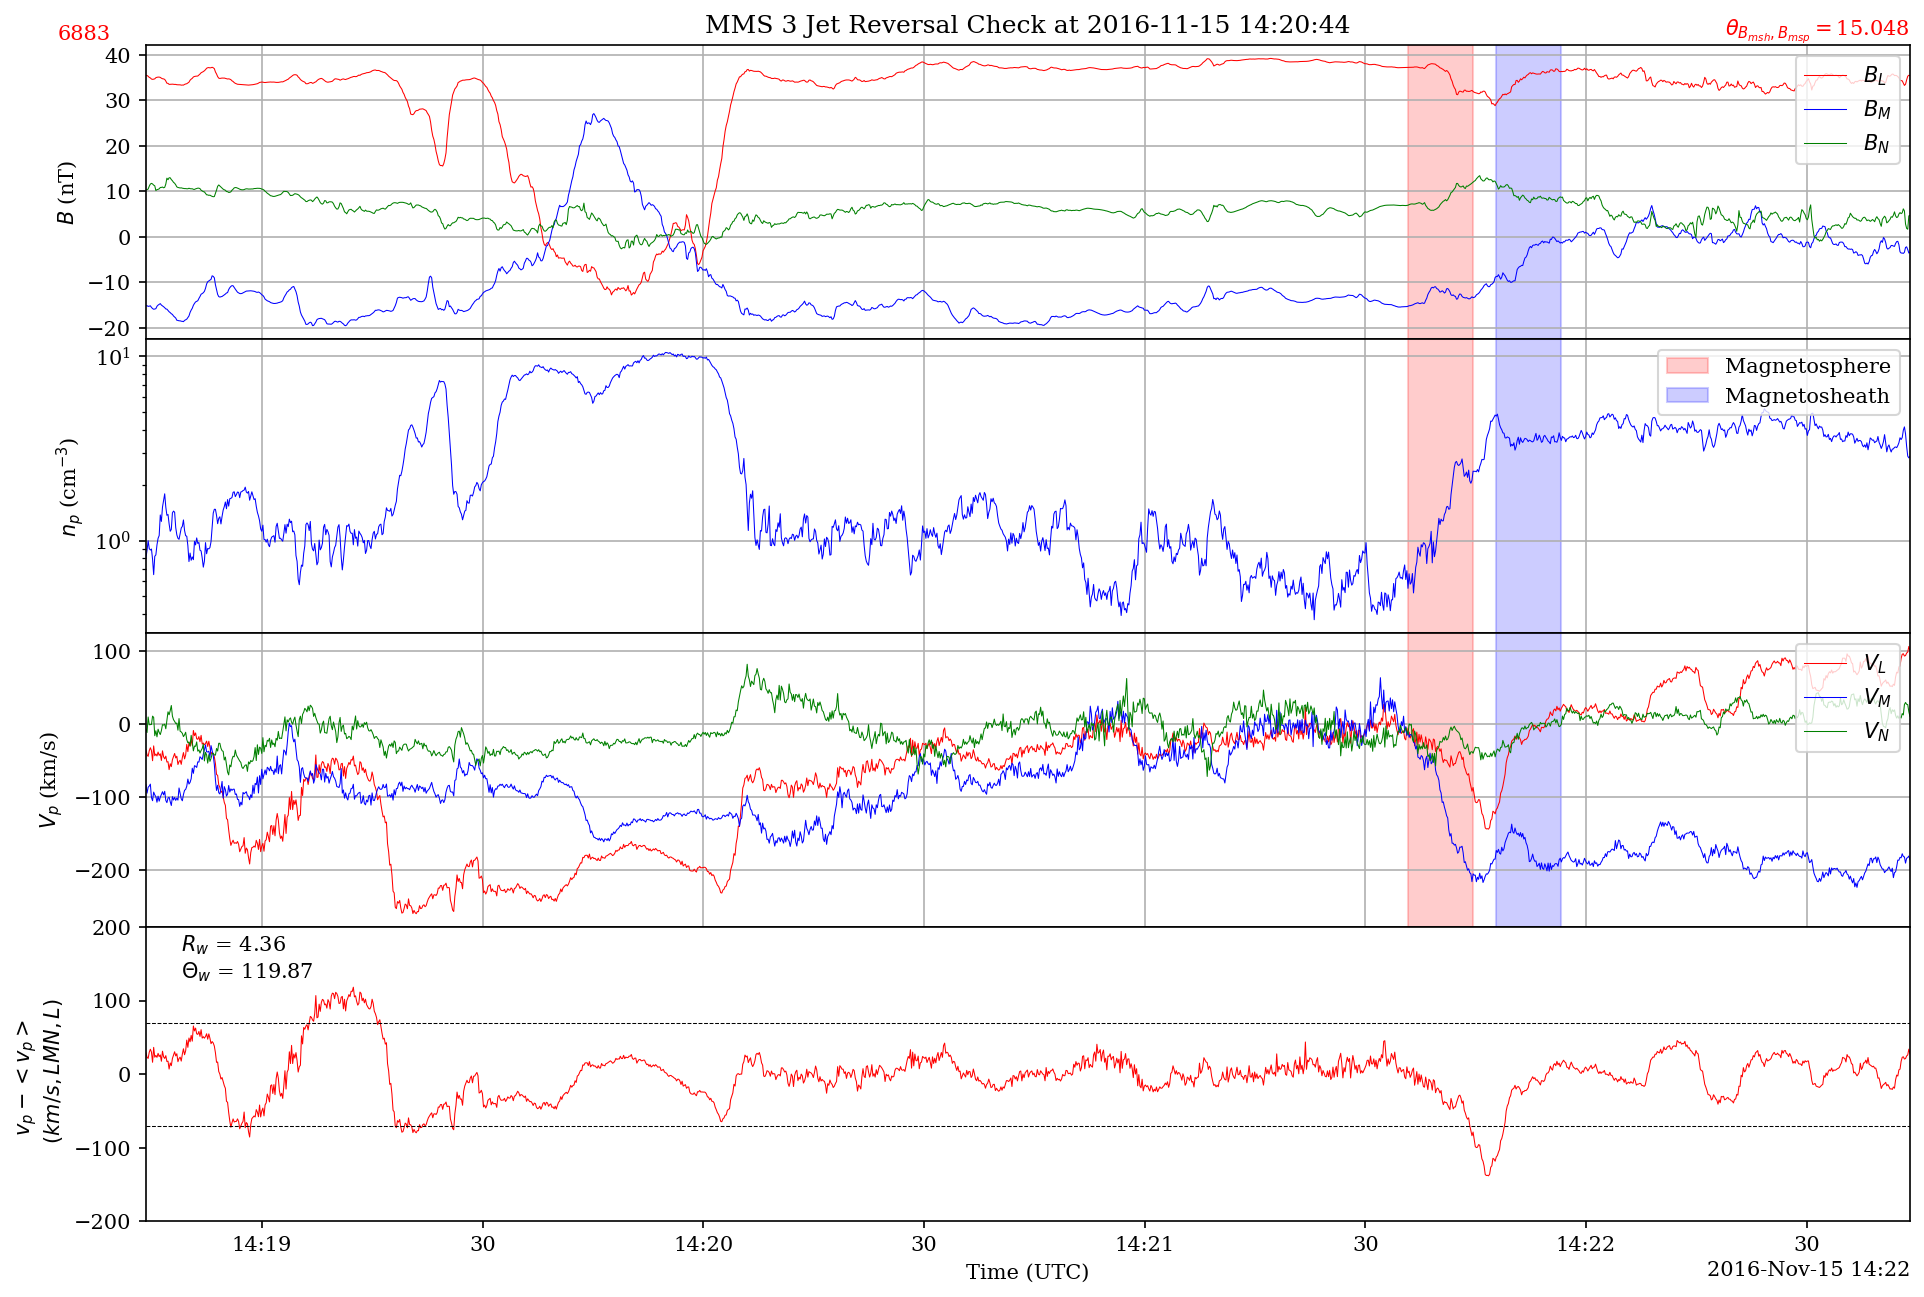 6883
MMS 3 Jet Reversal Check at 2016-11-15 14:20:44
θ_{B_{msh}, B_{msp}} = 15.048
40
30
20
10
0
−10
−20
B (nT)
B_L
B_M
B_N
10^1
10^0
n_p (cm^{−3})
Magnetosphere
Magnetosheath
100
0
−100
−200
V_p (km/s)
V_L
V_M
V_N
200
100
0
−100
−200
v_p − < v_p >
(km/s, LMN, L)
R_w = 4.36
Θ_w = 119.87
14:19
30
14:20
30
14:21
30
14:22
30
Time (UTC)
2016-Nov-15 14:22